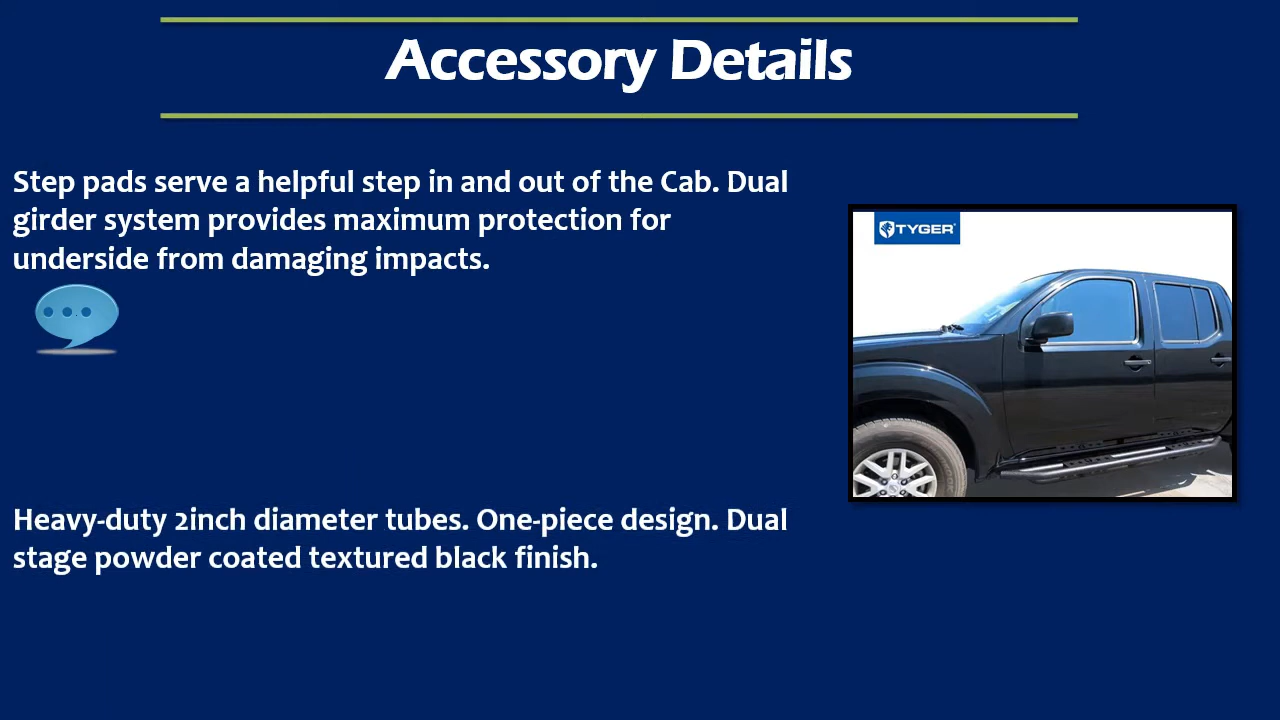 Accessory Details
Step pads serve a helpful step in and out of the Cab. Dual
girder system provides maximum protection for
underside from damaging impacts.
TYGER
Heavy-duty 2inch diameter tubes. One-piece design. Dual
stage powder coated textured black finish.